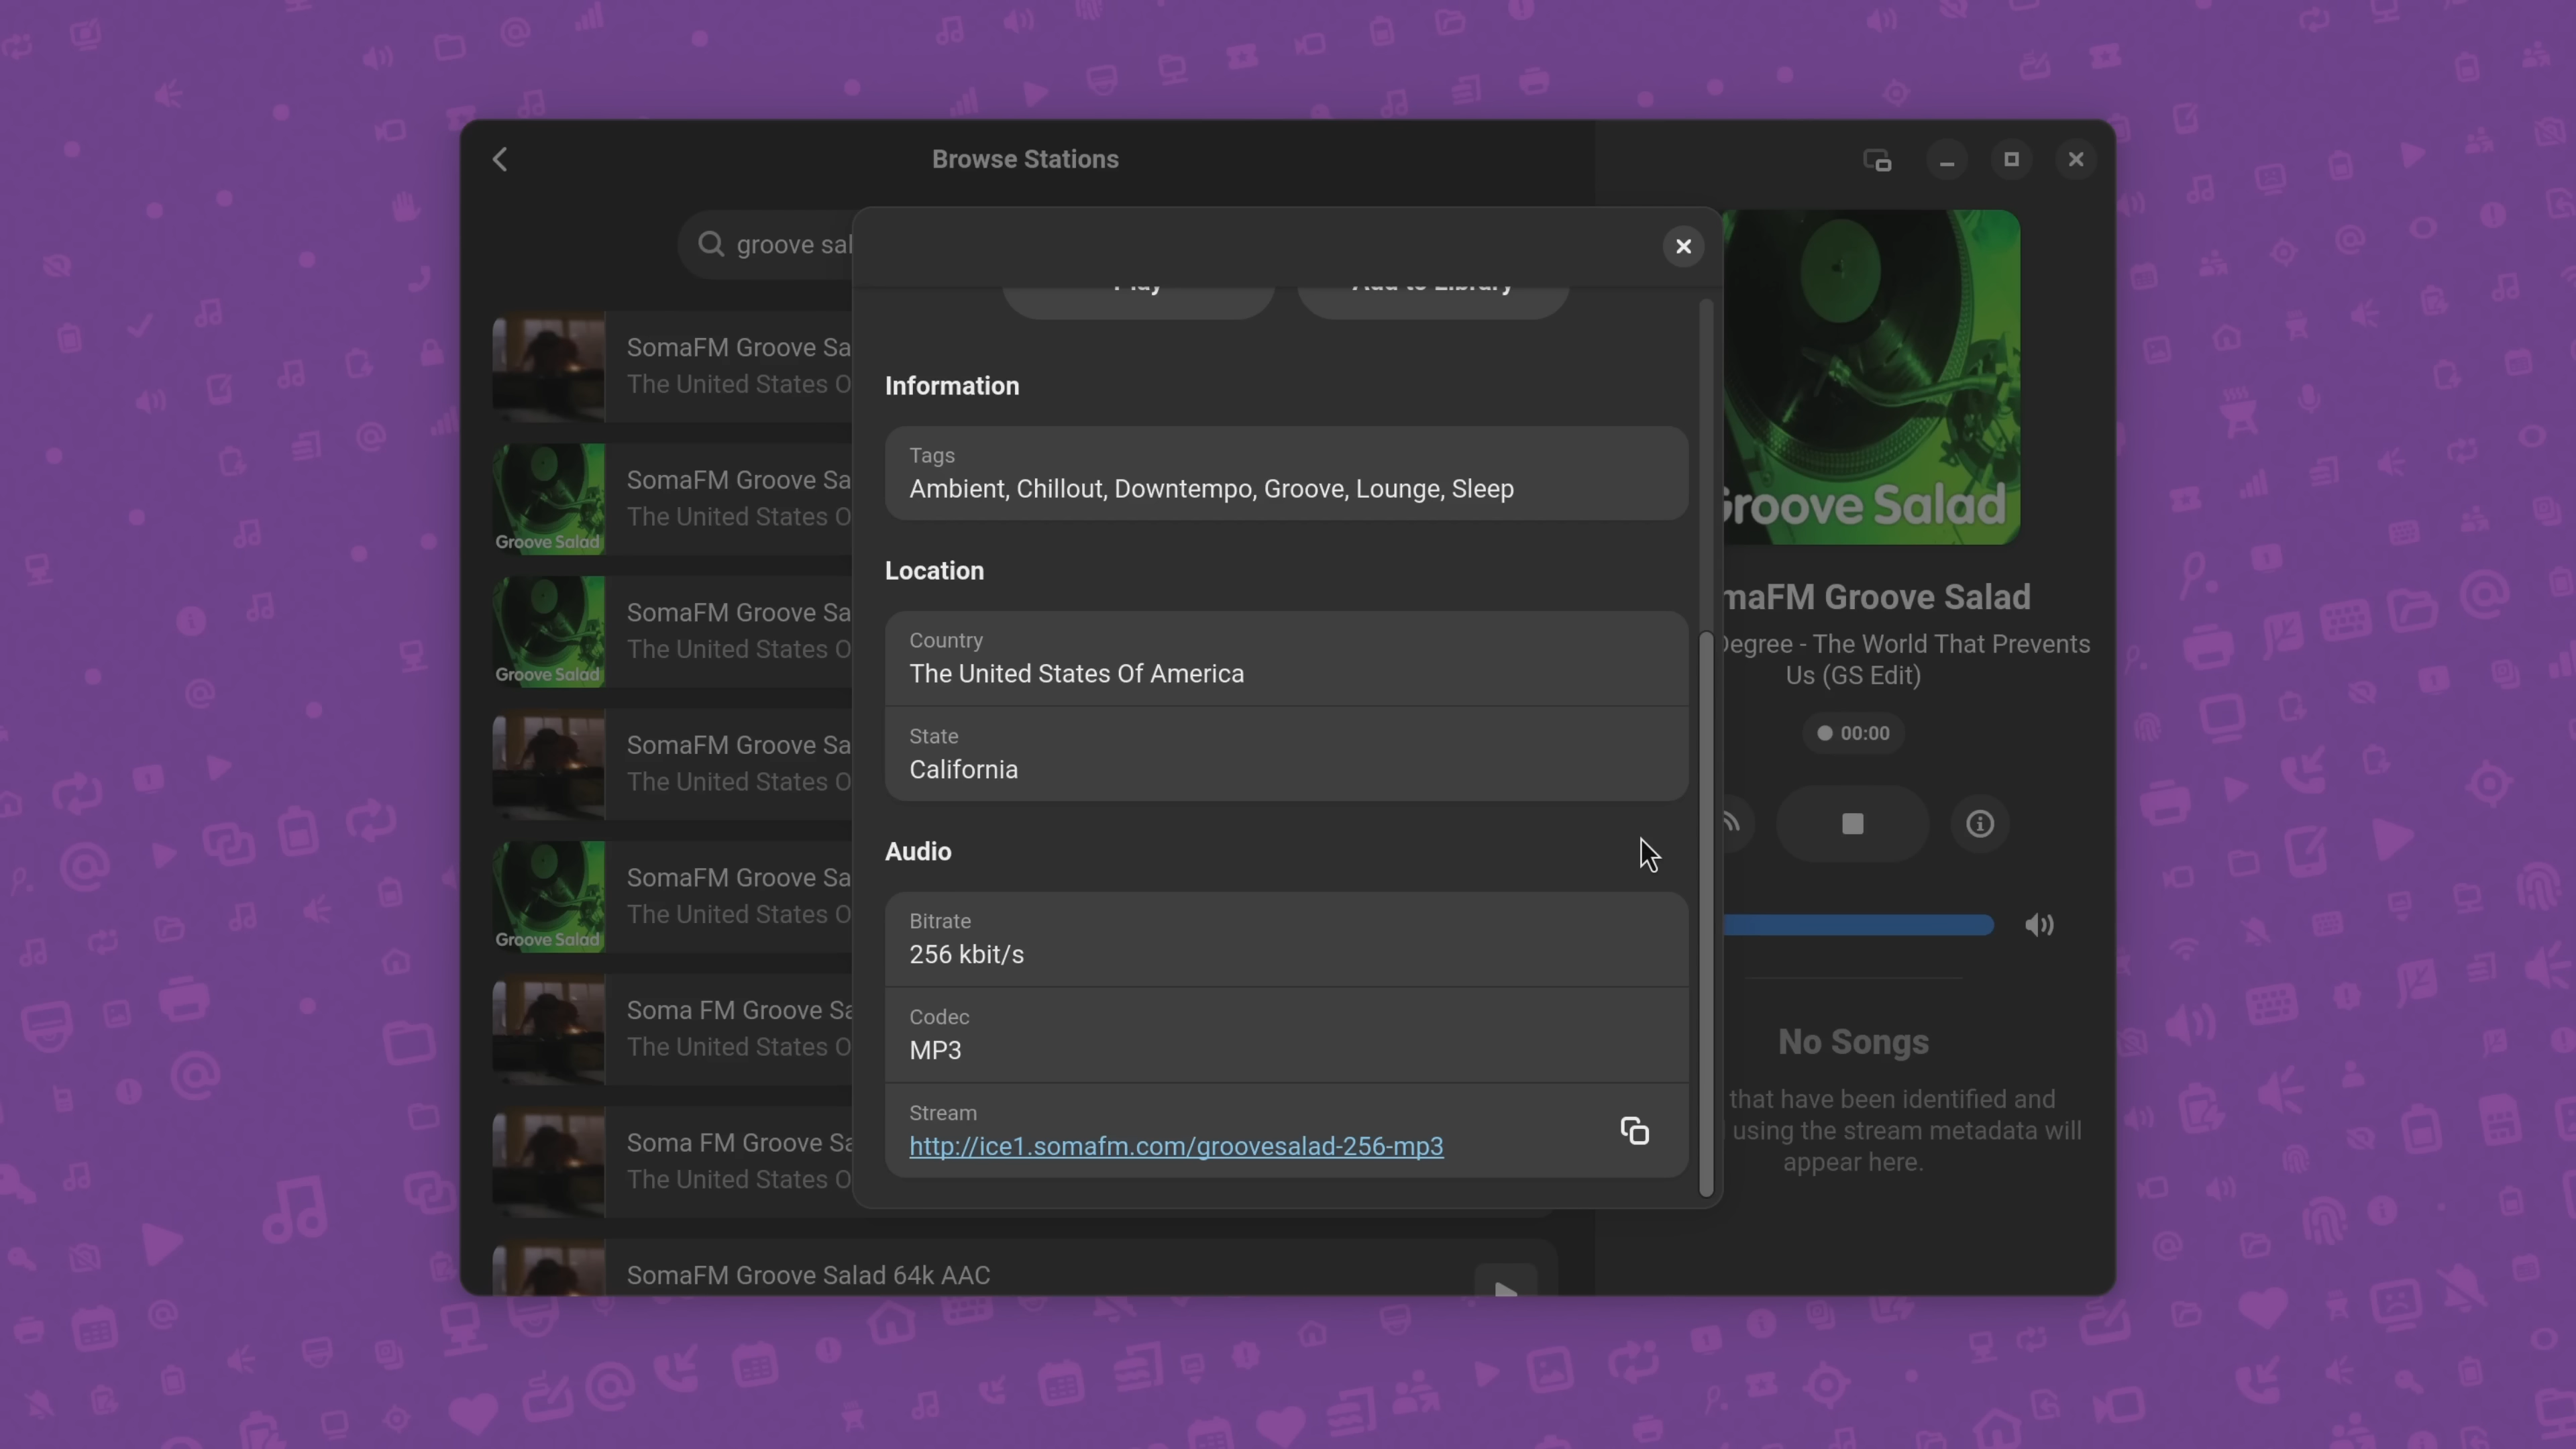 Browse Stations
groove sal
Play
Add to Library
Information
Tags
Ambient, Chillout, Downtempo, Groove, Lounge, Sleep
Location
Country
The United States Of America
State
California
Audio
Bitrate
256 kbit/s
Codec
MP3
Stream
http://ice1.somafm.com/groovesalad-256-mp3
SomaFM Groove Sa
The United States O
Groove Salad
SomaFM Groove Sa
The United States O
Groove Salad
SomaFM Groove Sa
The United States O
SomaFM Groove Sa
The United States O
Groove Salad
SomaFM Groove Sa
The United States O
Soma FM Groove Sa
The United States O
Soma FM Groove Sa
The United States O
SomaFM Groove Salad 64k AAC
Groove Salad
maFM Groove Salad
Degree - The World That Prevents
Us (GS Edit)
00:00
No Songs
that have been identified and
using the stream metadata will
appear here.